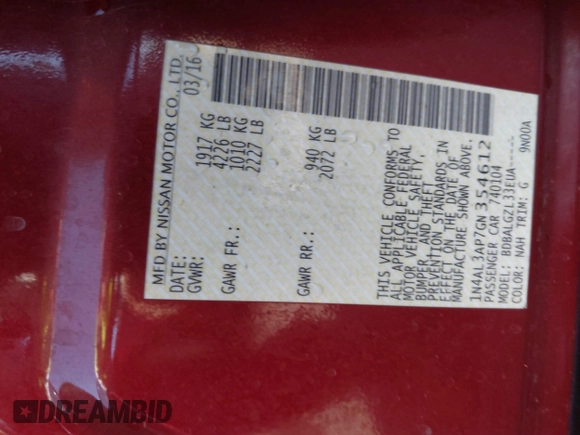 MFD BY NISSAN MOTOR CO., LTD
DATE: 03/16
GVWR: 1917 KG
4226 LB
GAWR FR.: 1010 KG
2227 LB
GAWR RR.: 940 KG
2072 LB
THIS VEHICLE CONFORMS TO
ALL APPLICABLE FEDERAL
MOTOR VEHICLE SAFETY,
BUMPER, AND THEFT
PREVENTION STANDARDS IN
EFFECT ON THE DATE OF
MANUFACTURE SHOWN ABOVE.
1N4AL3AP7GN354612
PASSENGER CAR 740104
MODEL: BDBALGZL33EUA
COLOR: NAH TRIM: G 9N00A
DREAMBID